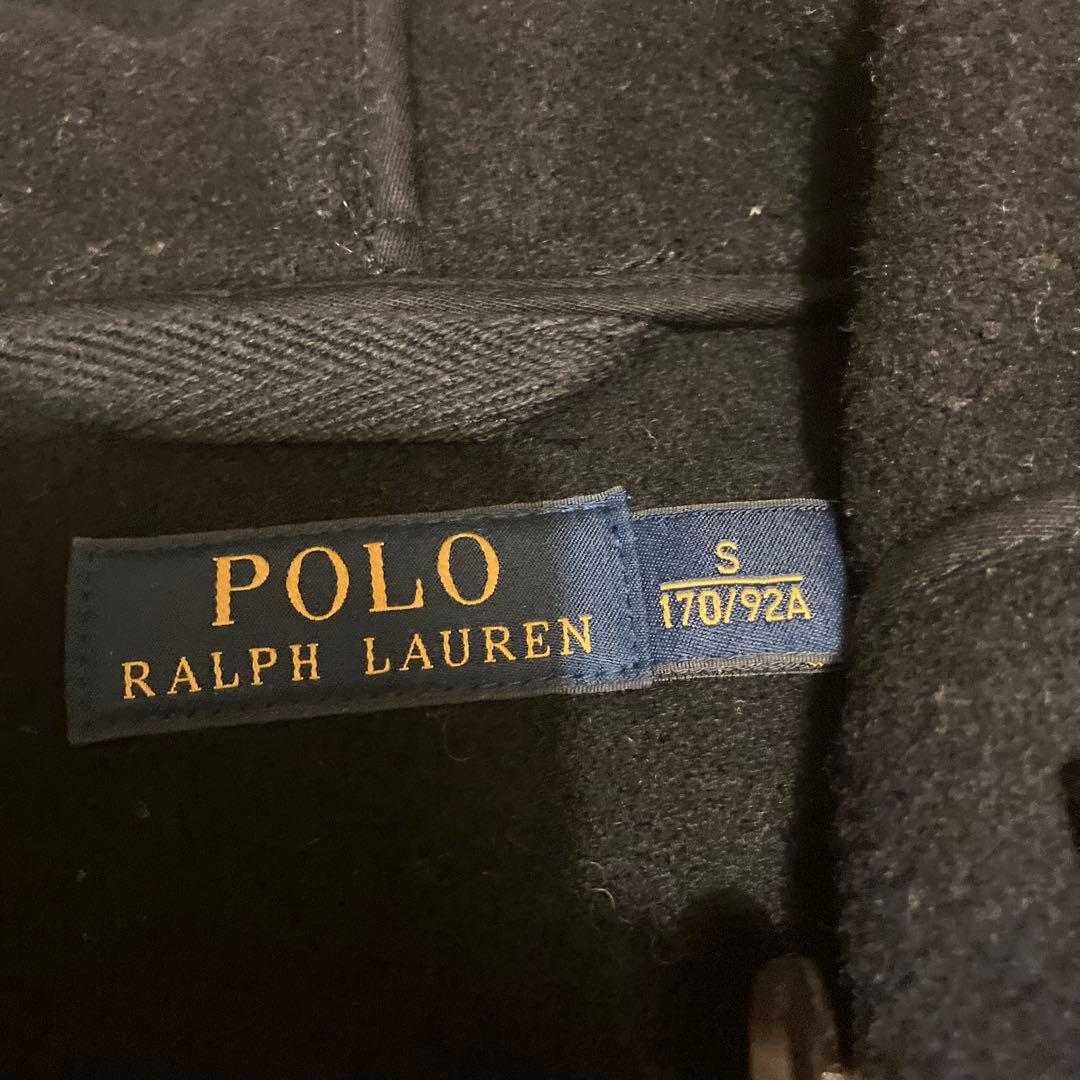 POLO
RALPH LAUREN
S
170/92A